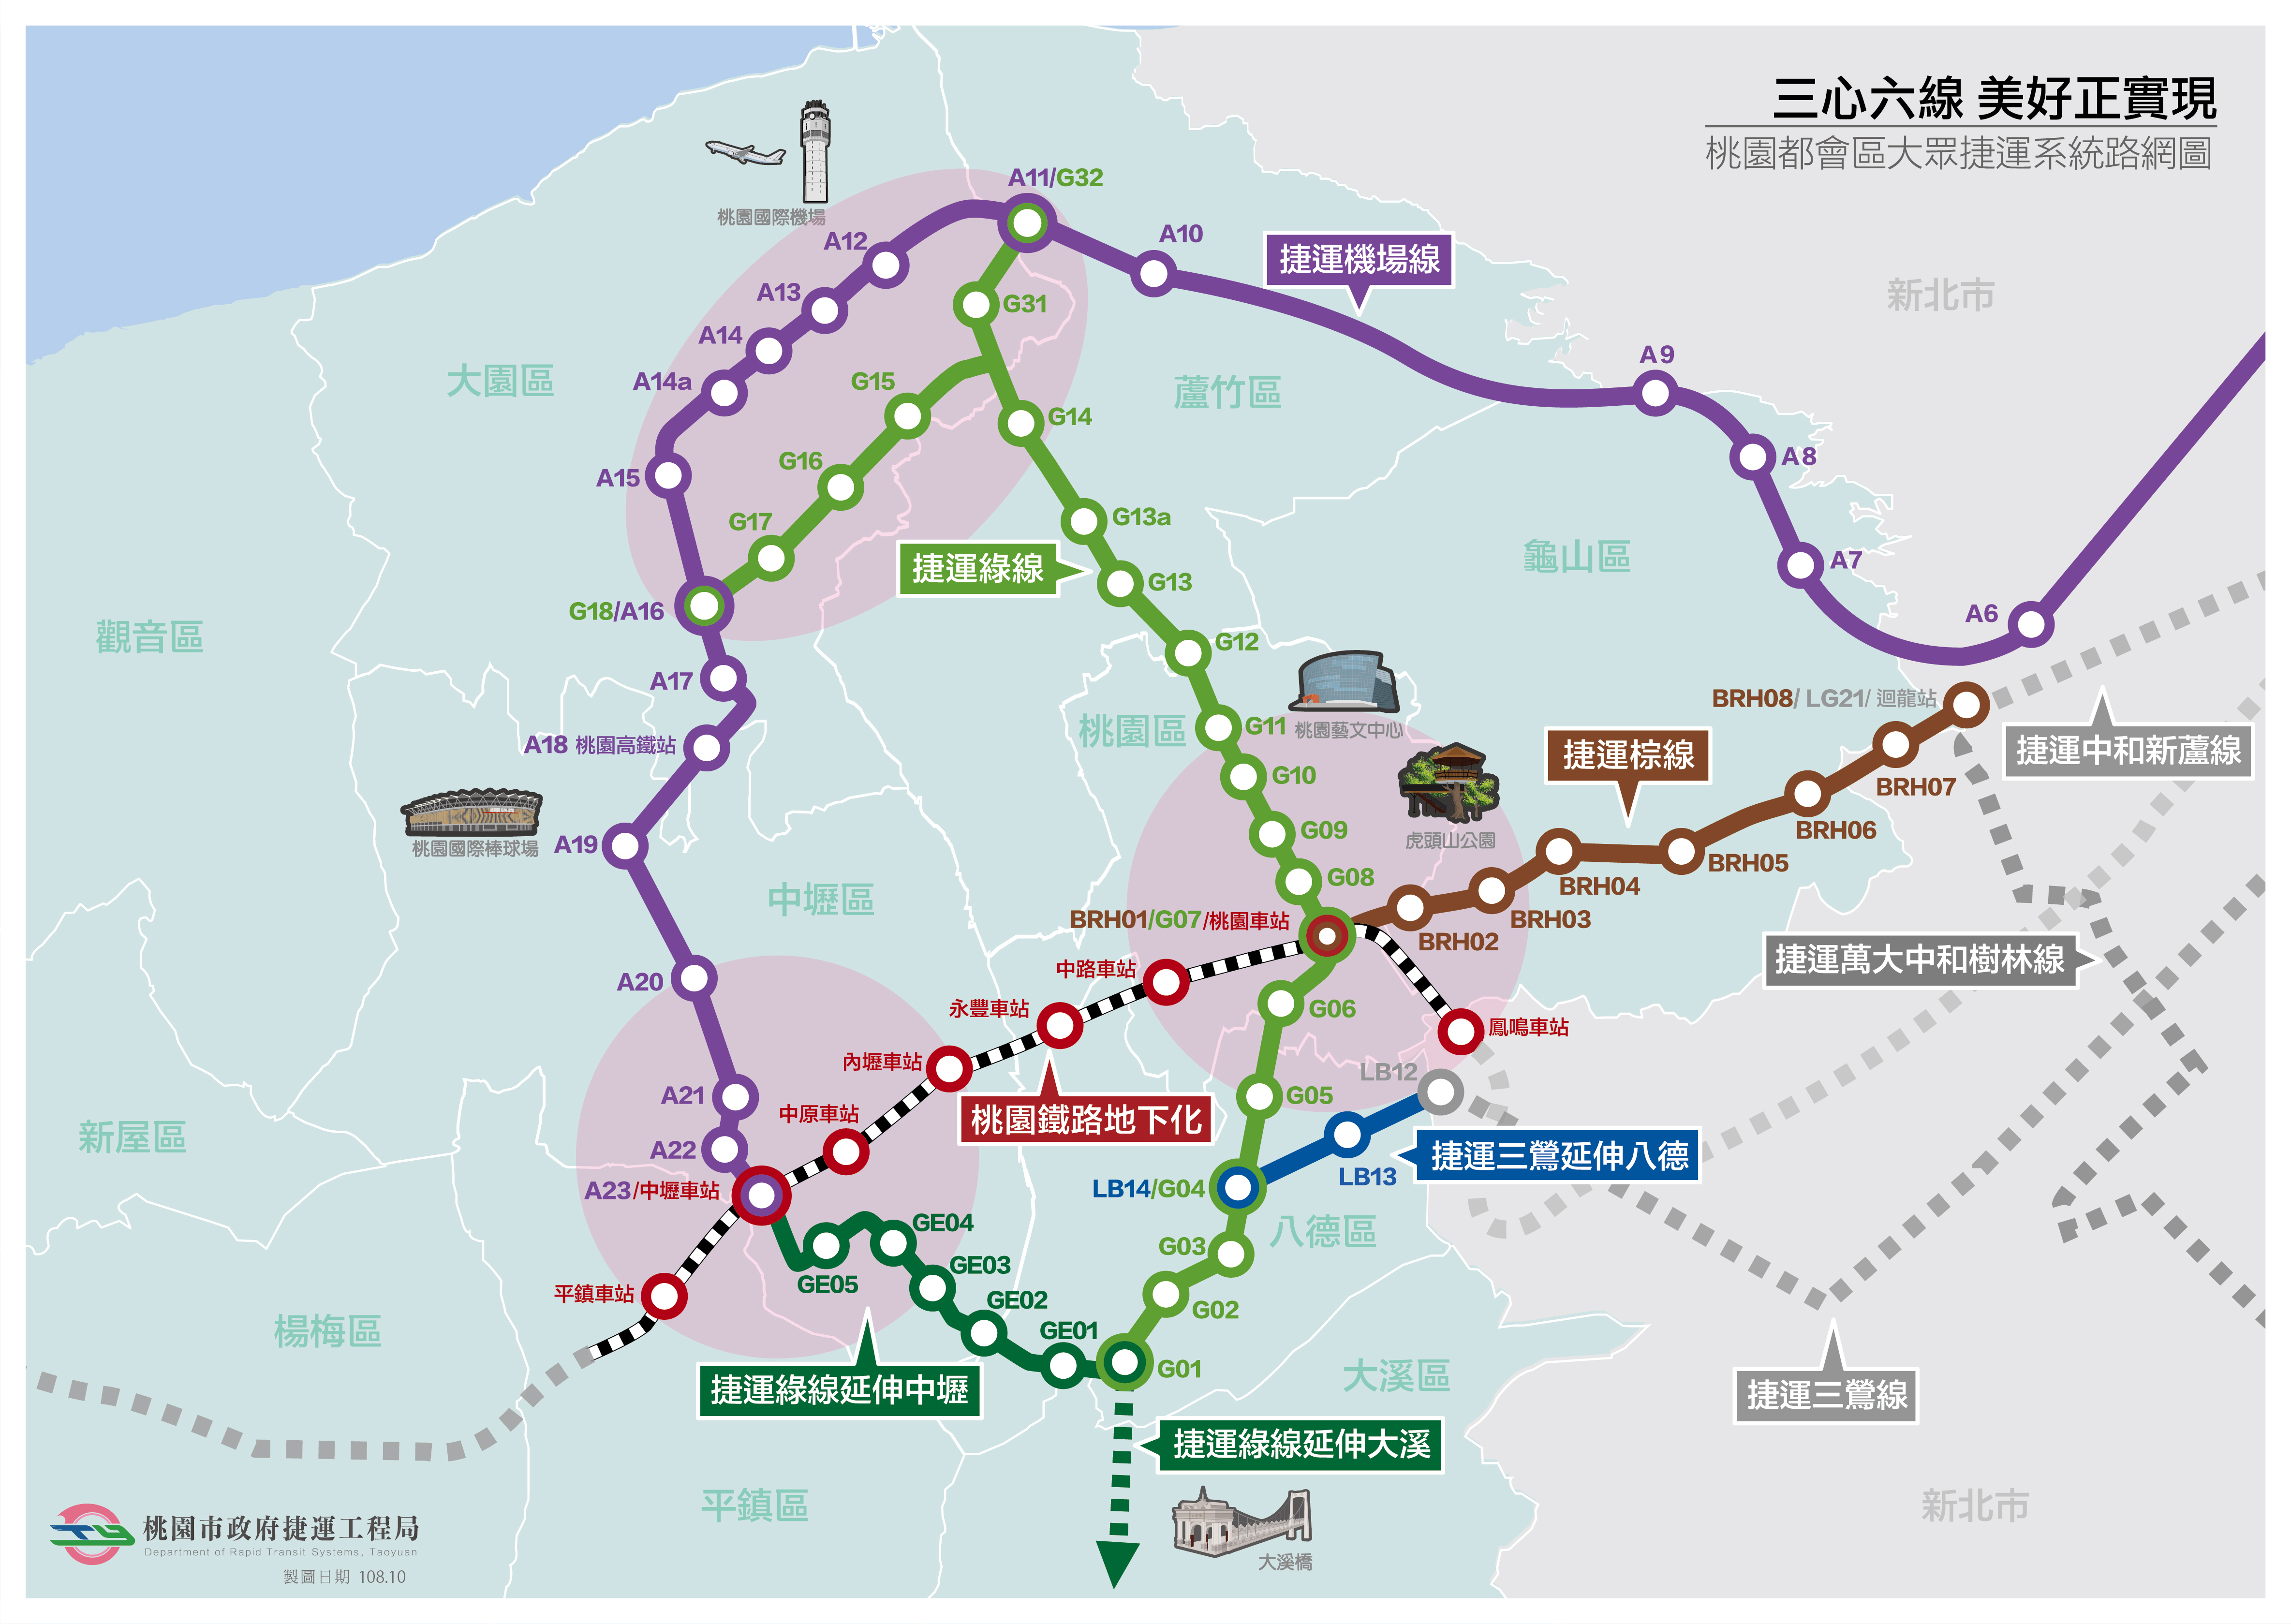 三心六線 美好正實現
桃園都會區大眾捷運系統路網圖
桃園國際機場
A11/G32
A12
A10
捷運機場線
新北市
A13
G31
A14
A9
大園區
A14a
G15
蘆竹區
G14
A8
G16
A15
G17
G13a
捷運綠線
G13
龜山區
A7
G18/A16
A6
觀音區
G12
A17
BRH08/ LG21/ 迴龍站
桃園區
G11
桃園藝文中心
A18 桃園高鐵站
捷運棕線
捷運中和新蘆線
G10
BRH07
G09
虎頭山公園
BRH06
桃園國際棒球場
A19
BRH05
G08
BRH04
中壢區
BRH01/G07/桃園車站
BRH03
BRH02
捷運萬大中和樹林線
中路車站
A20
永豐車站
G06
鳳鳴車站
內壢車站
LB12
A21
G05
中原車站
桃園鐵路地下化
新屋區
A22
捷運三鶯延伸八德
LB13
A23/中壢車站
LB14/G04
GE04
八德區
G03
GE05
GE03
平鎮車站
GE02
G02
楊梅區
GE01
G01
大溪區
捷運綠線延伸中壢
捷運三鶯線
捷運綠線延伸大溪
平鎮區
新北市
大溪橋
桃園市政府捷運工程局
Department of Rapid Transit Systems, Taoyuan
製圖日期 108.10